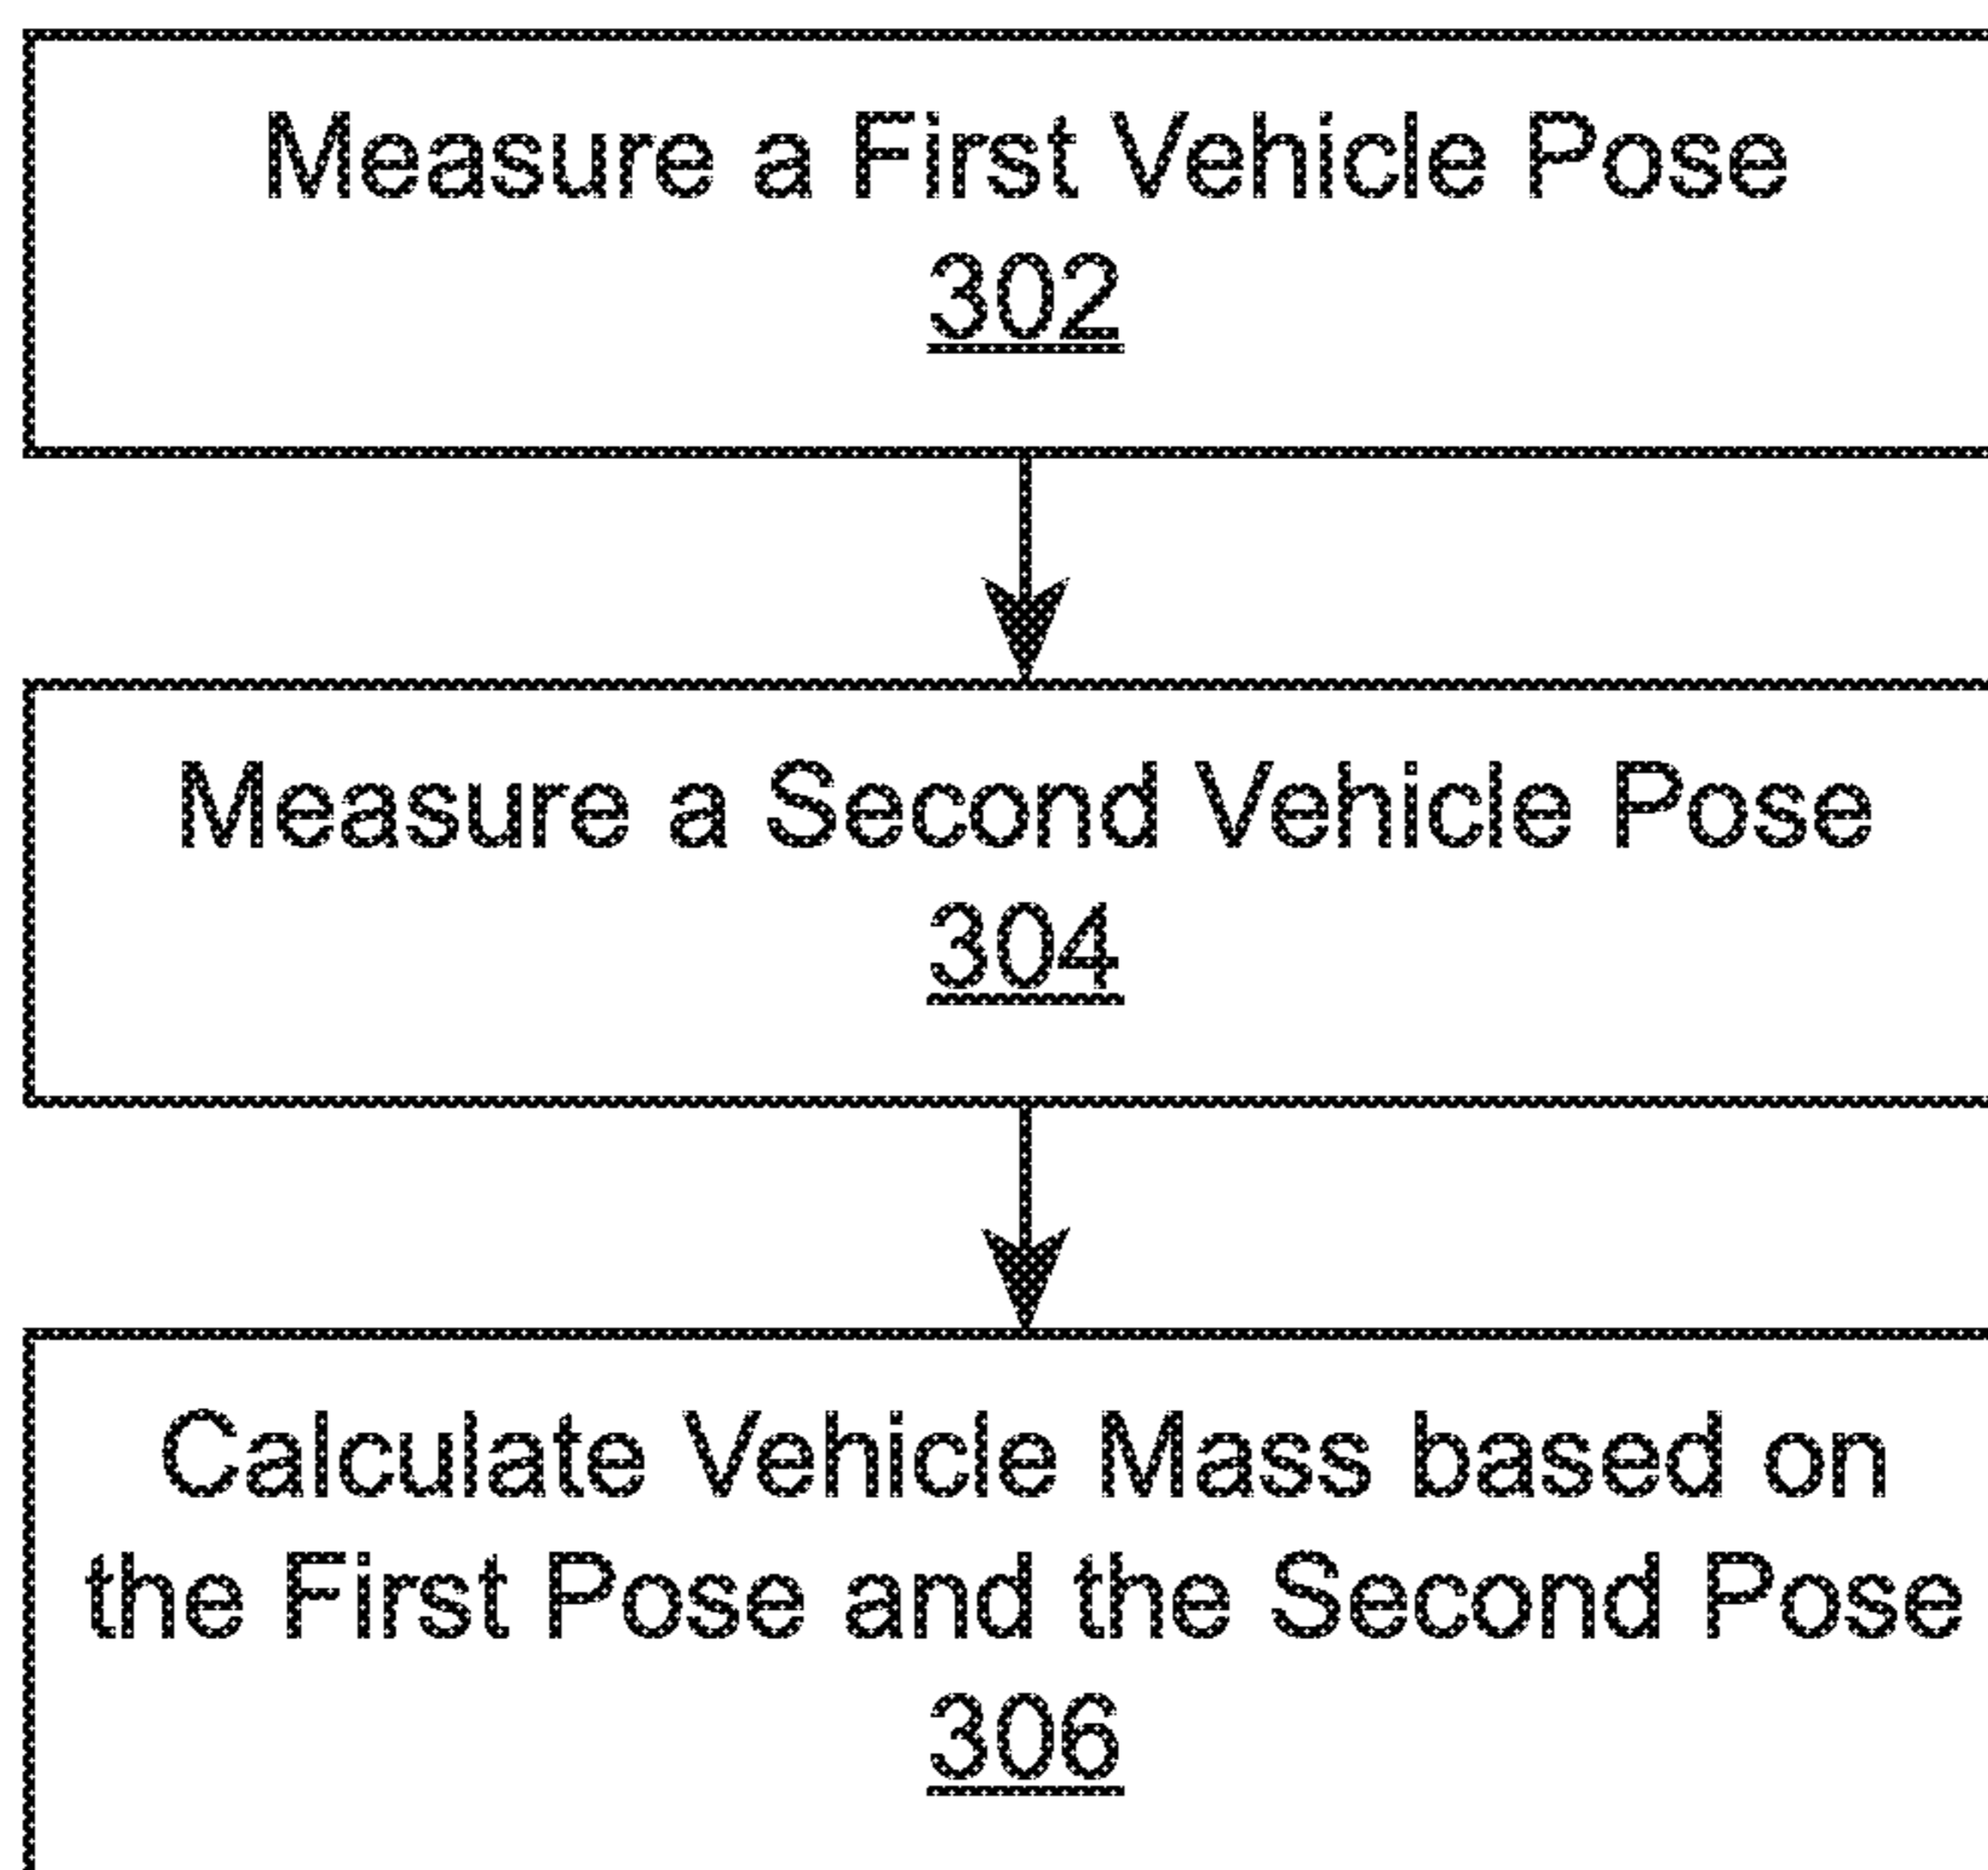 Measure a First Vehicle Pose
302
Measure a Second Vehicle Pose
304
Calculate Vehicle Mass based on
the First Pose and the Second Pose
306